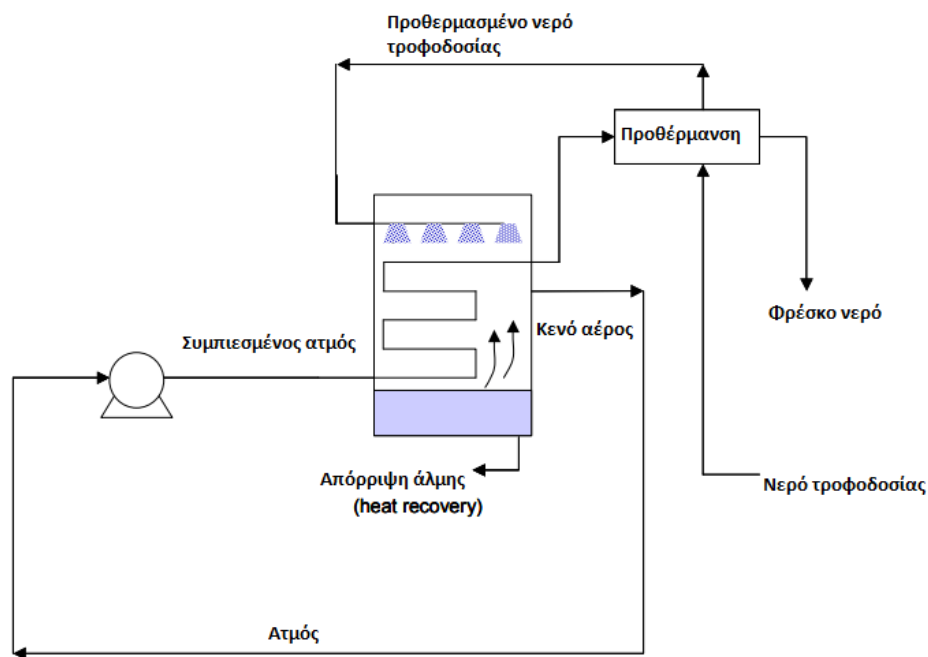 Προθερμασμένο νερό
τροφοδοσίας
Προθέρμανση
Φρέσκο νερό
Κενό αέρος
Συμπιεσμένος ατμός
Απόρριψη άλμης
(heat recovery)
Νερό τροφοδοσίας
Ατμός